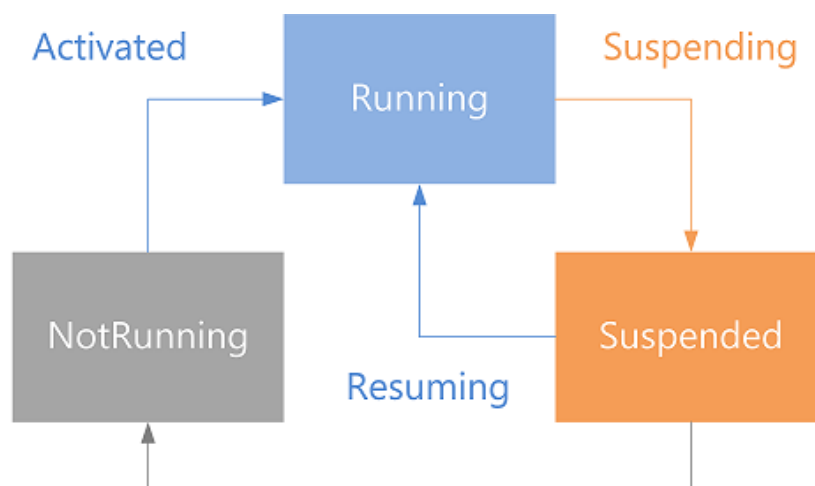 Activated
Running
Suspending
NotRunning
Suspended
Resuming